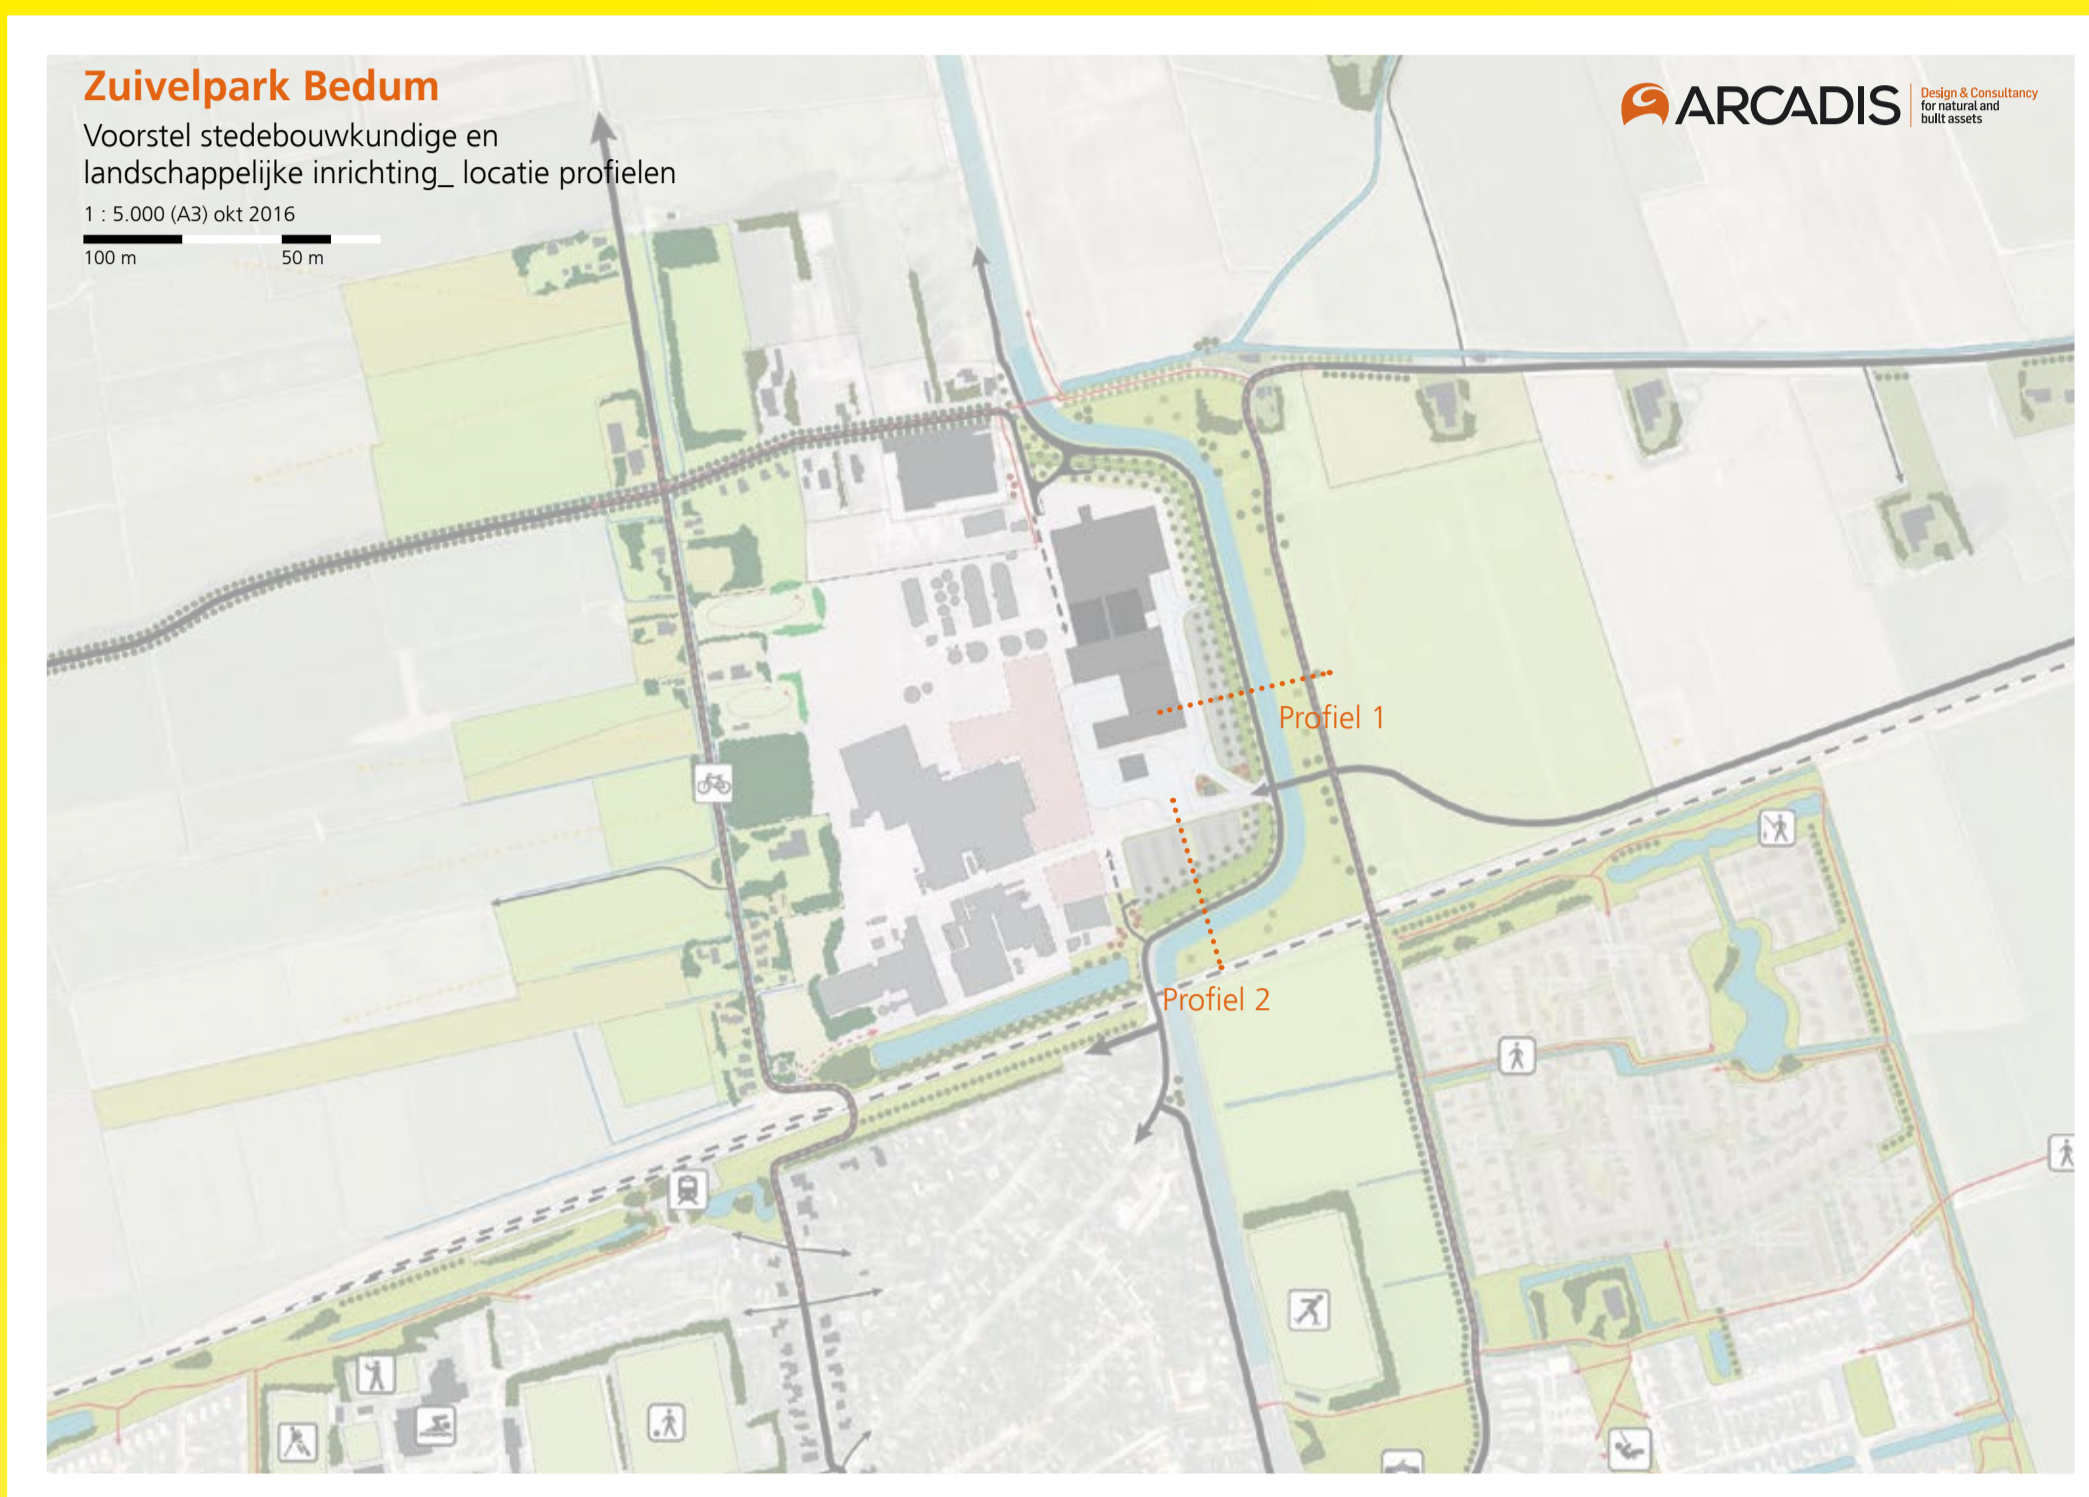 Zuivelpark Bedum
Voorstel stedebouwkundige en
landschappelijke inrichting_ locatie profielen
1 : 5.000 (A3) okt 2016
100 m 50 m
ARCADIS
Design & Consultancy
for natural and
built assets
Profiel 1
Profiel 2